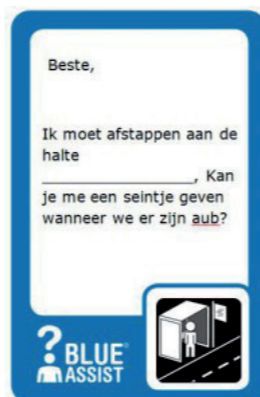 Beste,
Ik moet afstappen aan de
halte
__________________, Kan
je me een seintje geven
wanneer we er zijn aub?
? BLUE
ASSIST